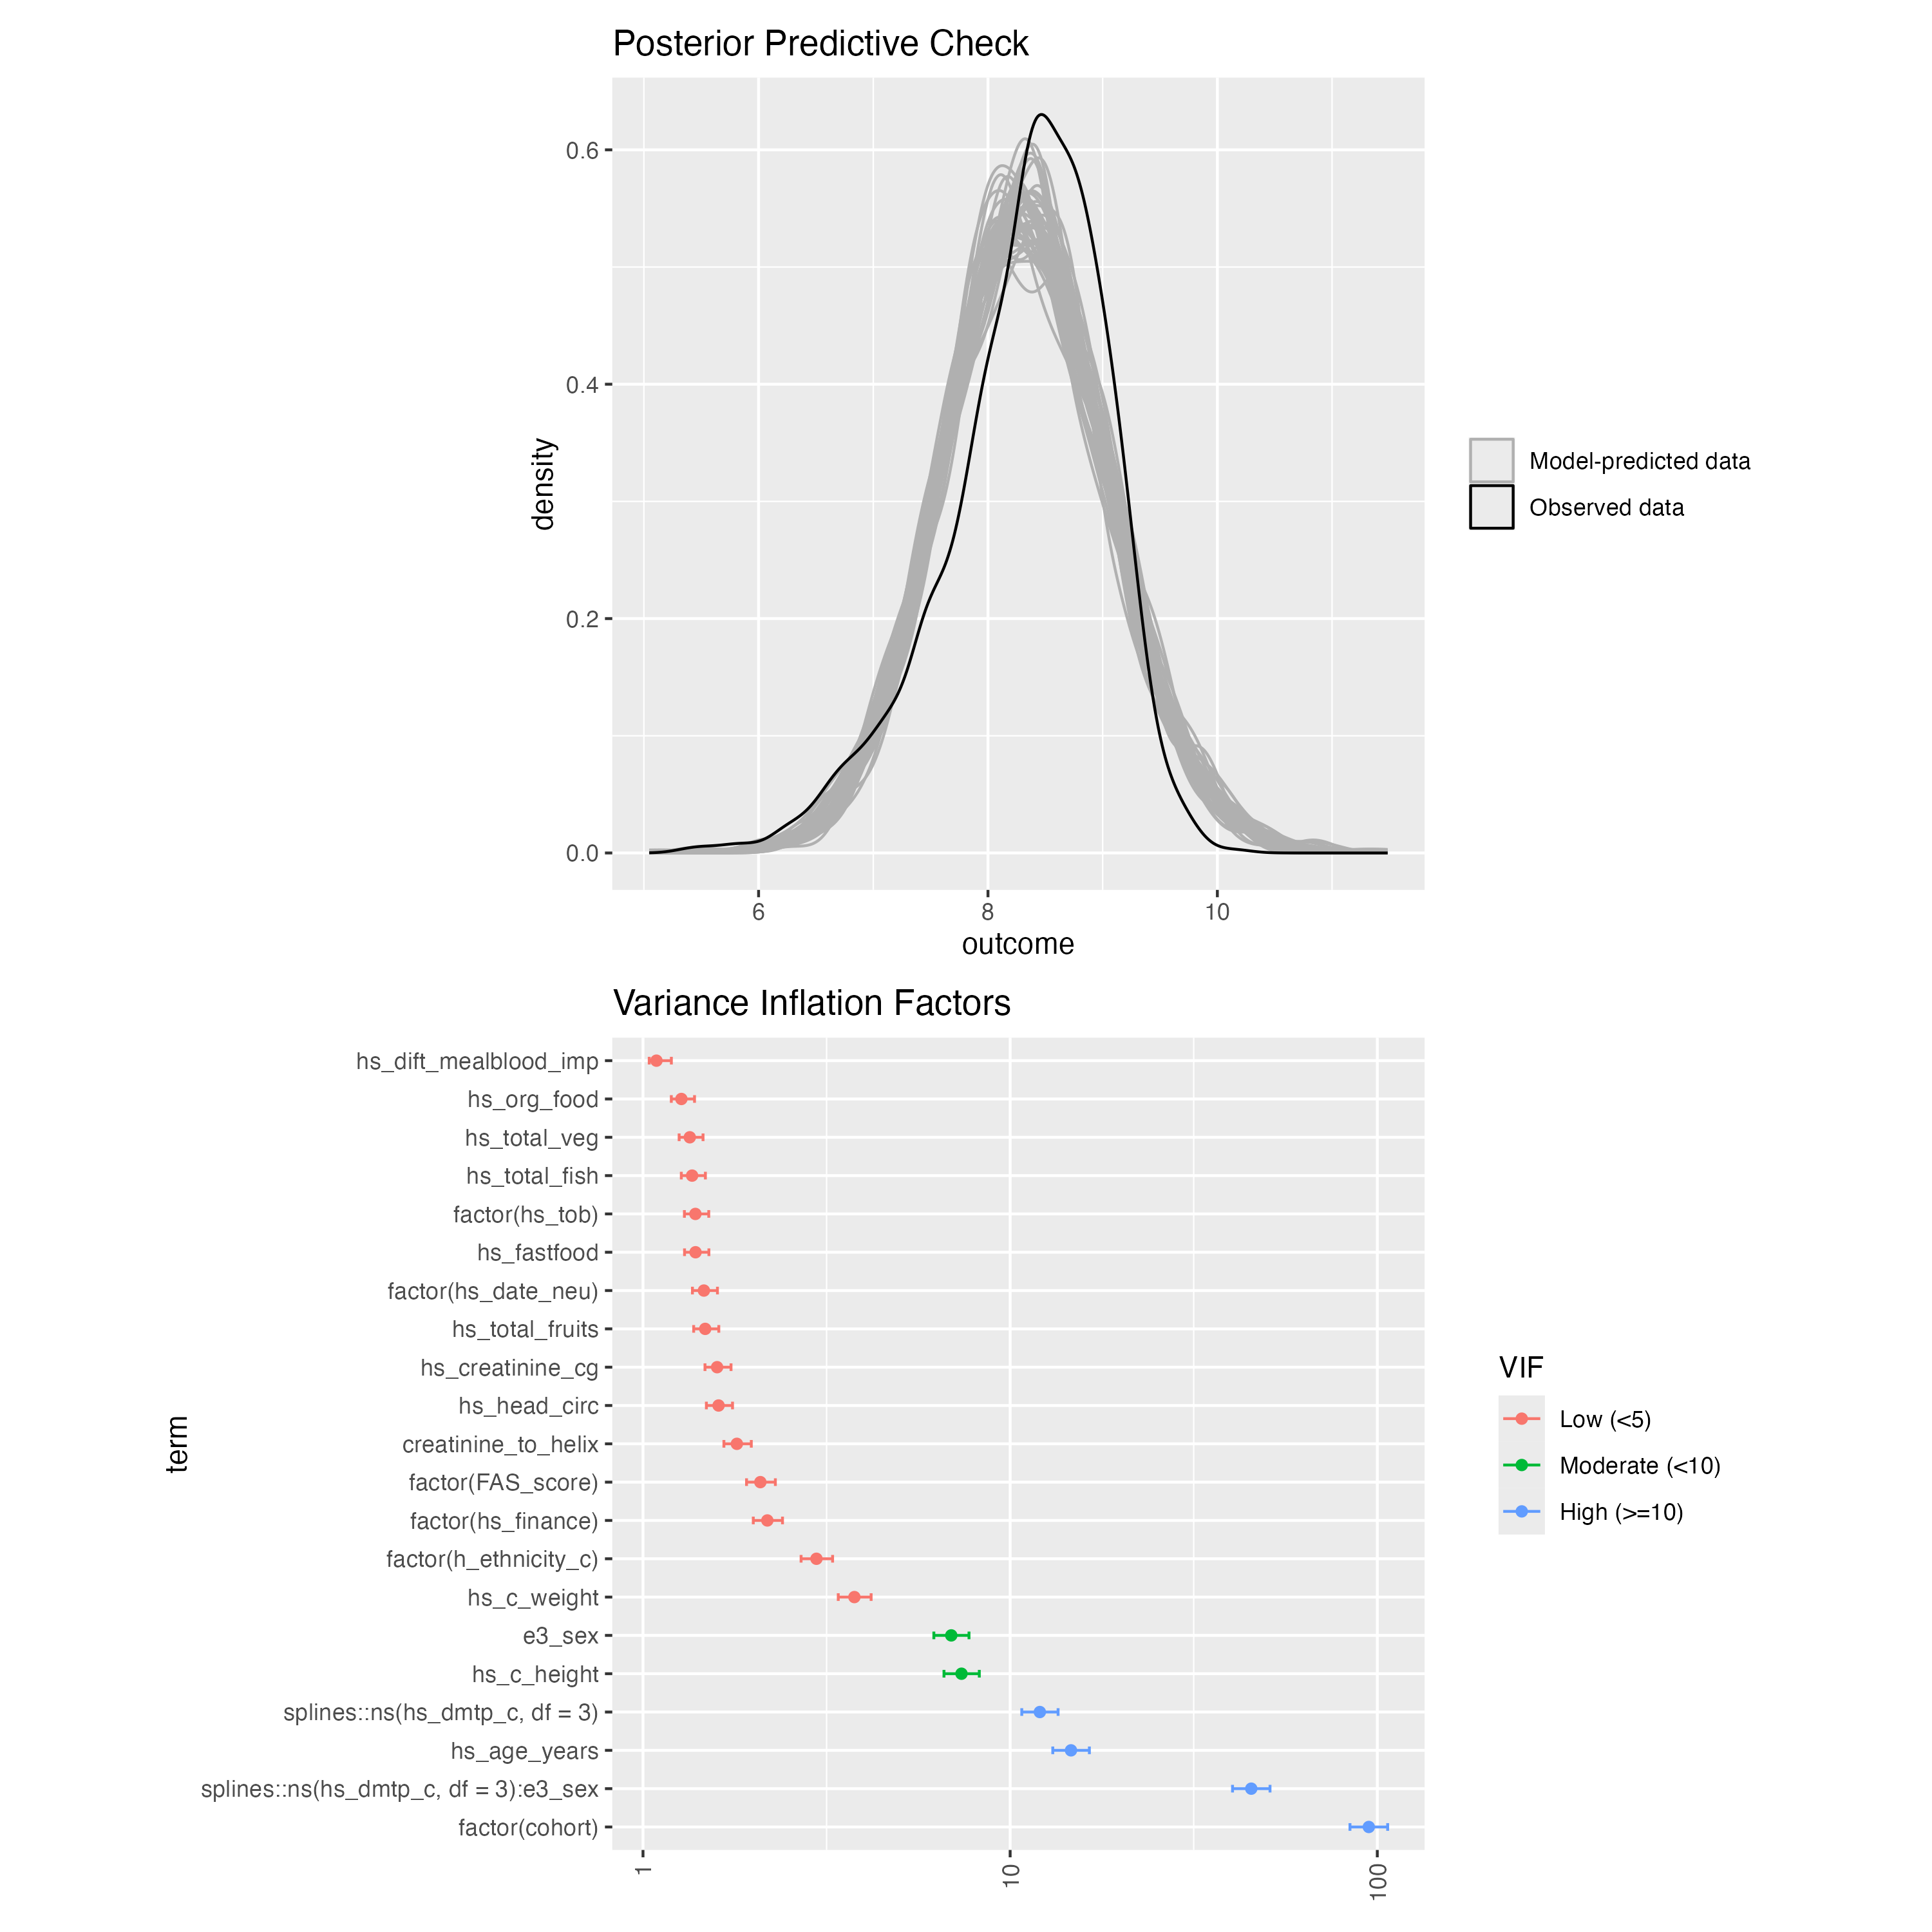 Posterior Predictive Check
0.6
0.4
0.2
0.0
density
6
8
10
outcome
Model-predicted data
Observed data
Variance Inflation Factors
hs_dift_mealblood_imp
hs_org_food
hs_total_veg
hs_total_fish
factor(hs_tob)
hs_fastfood
factor(hs_date_neu)
hs_total_fruits
hs_creatinine_cg
hs_head_circ
creatinine_to_helix
factor(FAS_score)
factor(hs_finance)
factor(h_ethnicity_c)
hs_c_weight
e3_sex
hs_c_height
splines::ns(hs_dmtp_c, df = 3)
hs_age_years
splines::ns(hs_dmtp_c, df = 3):e3_sex
factor(cohort)
term
1
10
100
VIF
Low (<5)
Moderate (<10)
High (>=10)